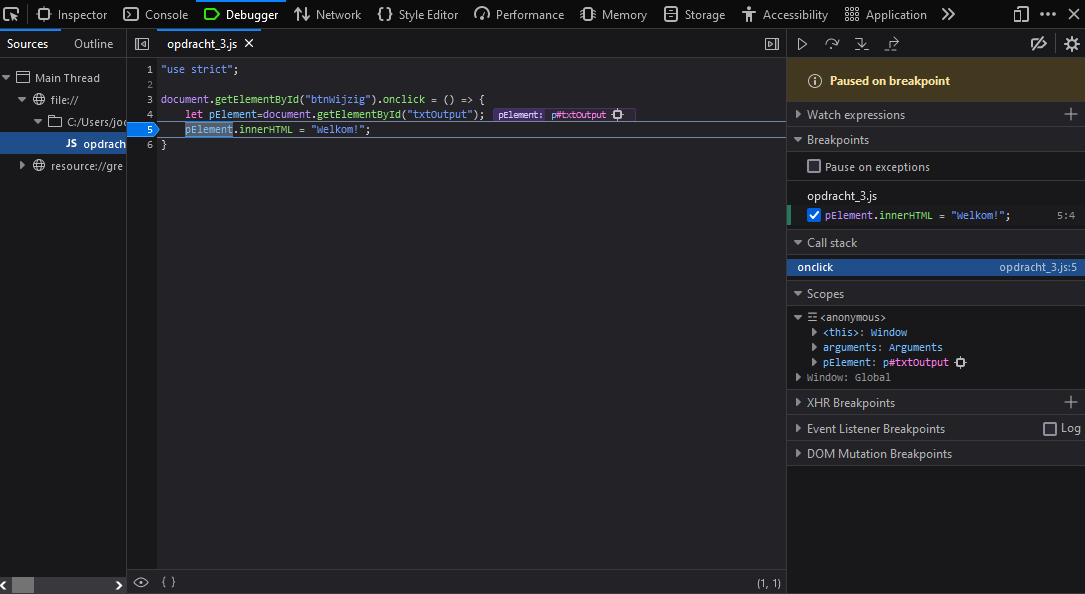 Inspector Console Debugger Network Style Editor Performance Memory Storage Accessibility Application
Sources Outline opdracht_3.js
Main Thread
file://
C:/Users/joe
JS opdrach
resource://gre
1 "use strict";
2
3 document.getElementById("btnWijzig").onclick = () => {
4 let pElement=document.getElementById("txtOutput"); pElement: p#txtOutput
5 pElement.innerHTML = "Welkom!";
6 }
{ } (1, 1)
Paused on breakpoint
Watch expressions
Breakpoints
Pause on exceptions
opdracht_3.js
pElement.innerHTML = "Welkom!"; 5:4
Call stack
onclick opdracht_3.js:5
Scopes
<anonymous>
<this>: Window
arguments: Arguments
pElement: p#txtOutput
Window: Global
XHR Breakpoints
Event Listener Breakpoints Log
DOM Mutation Breakpoints